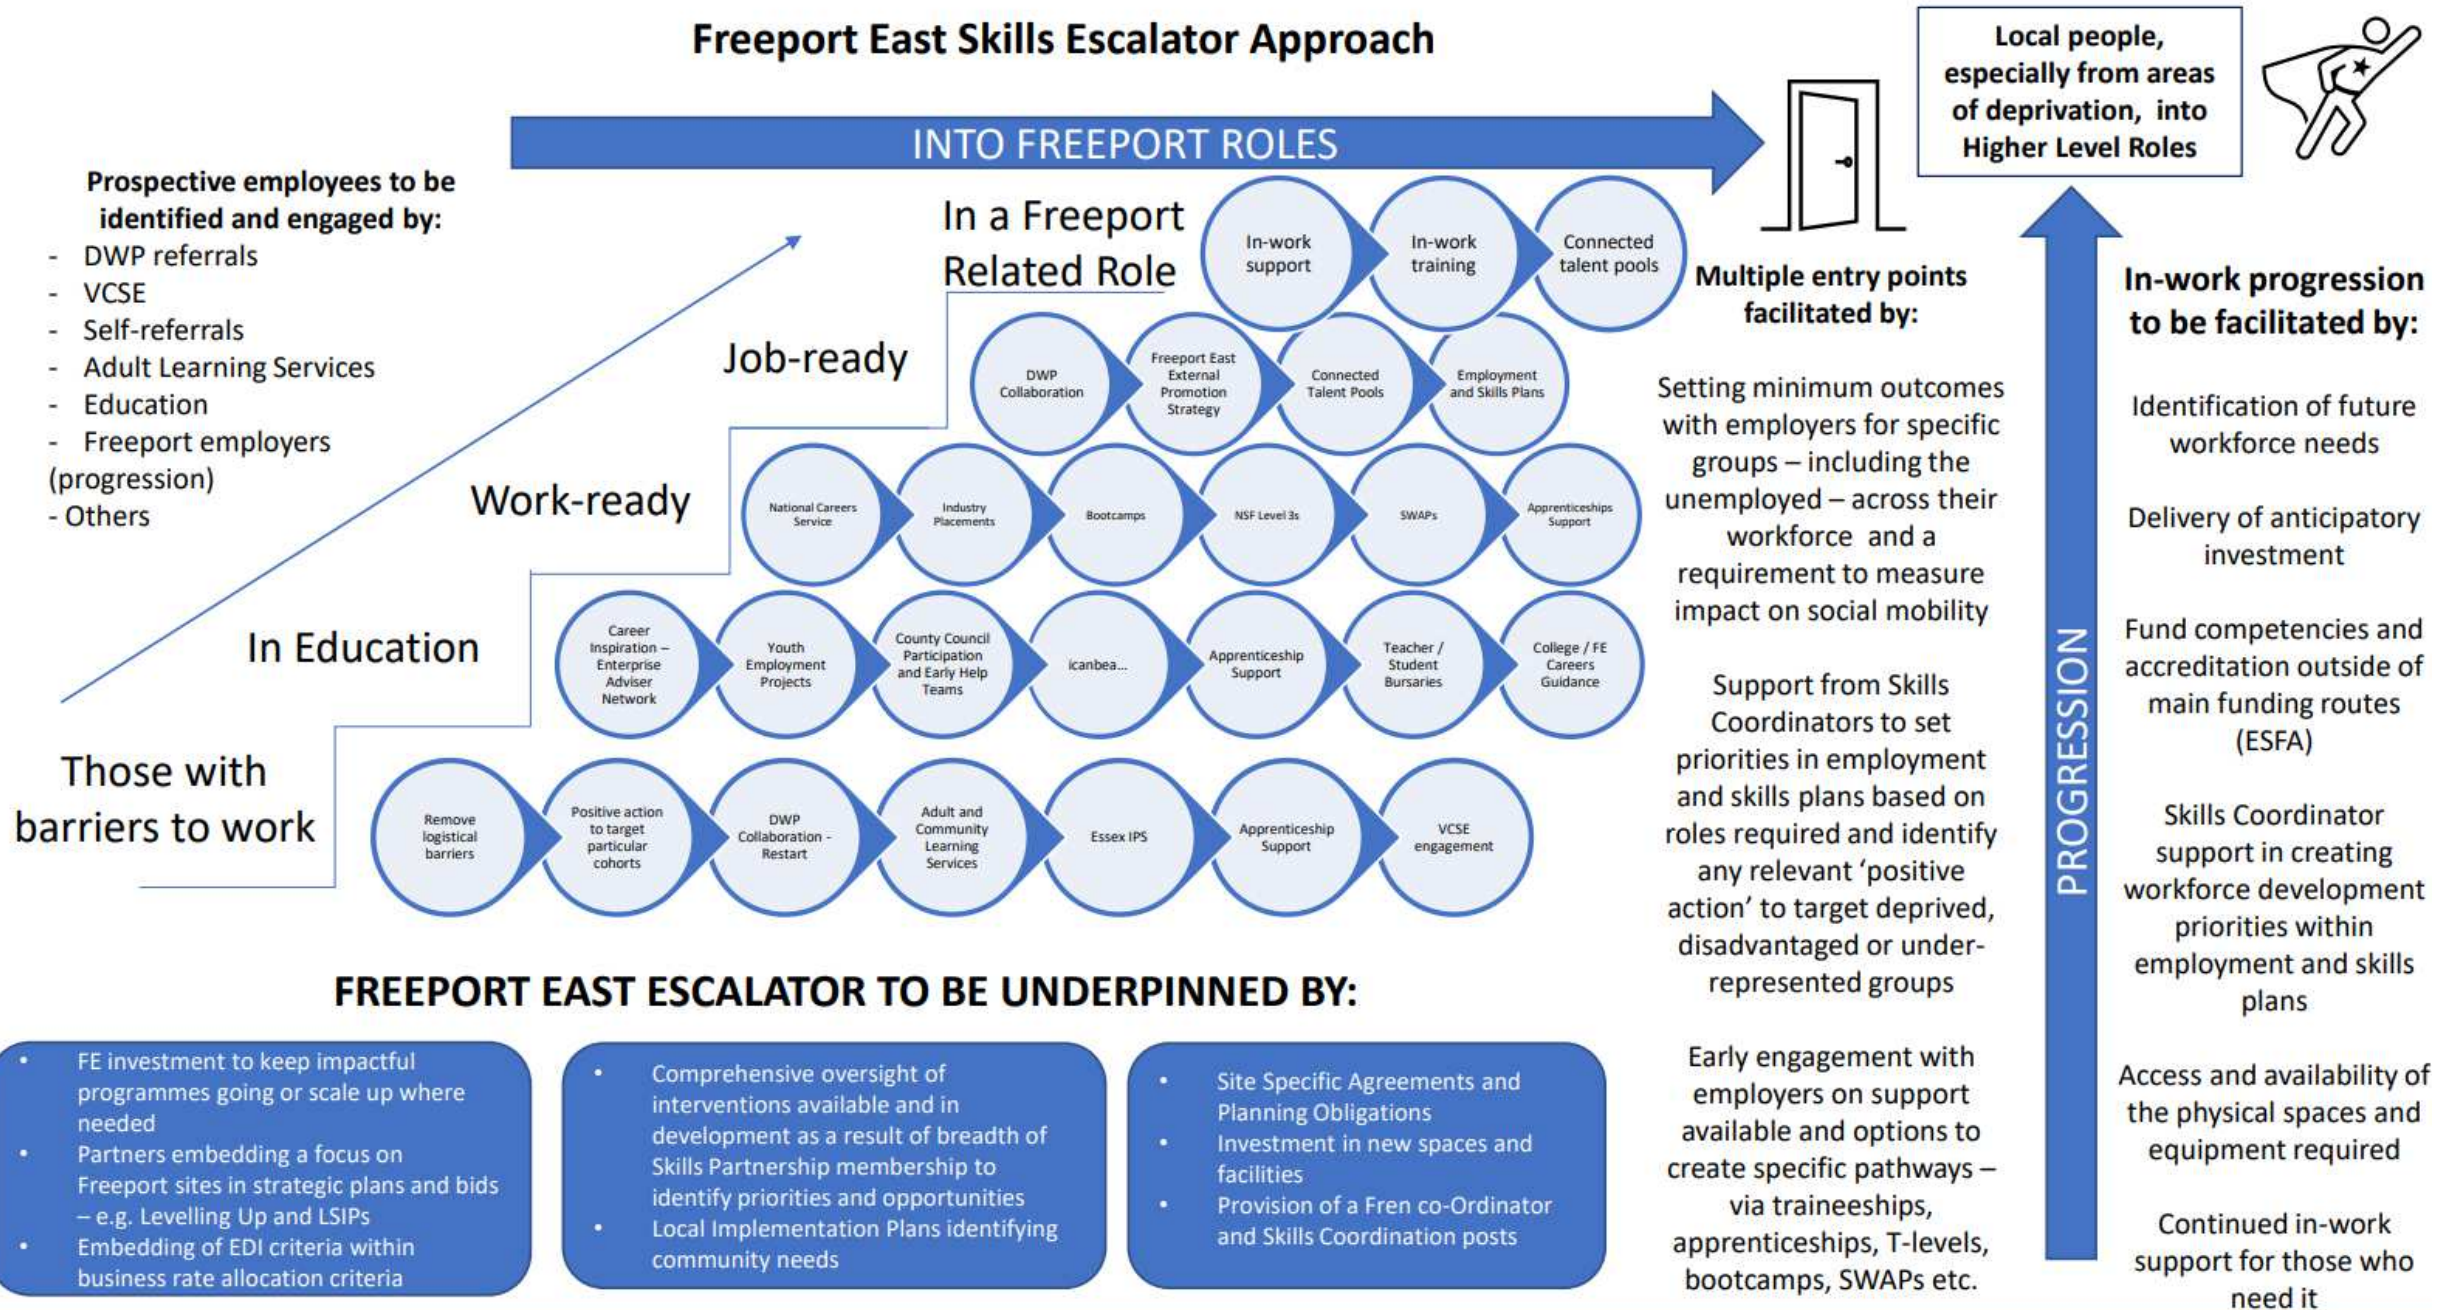 Freeport East Skills Escalator Approach
INTO FREEPORT ROLES
Local people,
especially from areas
of deprivation, into
Higher Level Roles
Prospective employees to be
identified and engaged by:
- DWP referrals
- VCSE
- Self-referrals
- Adult Learning Services
- Education
- Freeport employers
(progression)
- Others
In a Freeport
Related Role
In-work
support
In-work
training
Connected
talent pools
Job-ready
DWP
Collaboration
Freeport East
External
Promotion
Strategy
Connected
Talent Pools
Employment
and Skills Plans
Work-ready
National Careers
Service
Industry
Placements
Bootcamps
NSF Level 3s
SWAPs
Apprenticeships
Support
In Education
Career
Inspiration –
Enterprise
Adviser
Network
Youth
Employment
Projects
County Council
Participation
and Early Help
Teams
icanbea...
Apprenticeship
Support
Teacher /
Student
Bursaries
College / FE
Careers
Guidance
Those with
barriers to work
Remove
logistical
barriers
Positive action
to target
particular
cohorts
DWP
Collaboration -
Restart
Adult and
Community
Learning
Services
Essex IPS
Apprenticeship
Support
VCSE
engagement
Multiple entry points
facilitated by:
Setting minimum outcomes
with employers for specific
groups – including the
unemployed – across their
workforce and a
requirement to measure
impact on social mobility
Support from Skills
Coordinators to set
priorities in employment
and skills plans based on
roles required and identify
any relevant ‘positive
action’ to target deprived,
disadvantaged or under-
represented groups
Early engagement with
employers on support
available and options to
create specific pathways –
via traineeships,
apprenticeships, T-levels,
bootcamps, SWAPs etc.
PROGRESSION
In-work progression
to be facilitated by:
Identification of future
workforce needs
Delivery of anticipatory
investment
Fund competencies and
accreditation outside of
main funding routes
(ESFA)
Skills Coordinator
support in creating
workforce development
priorities within
employment and skills
plans
Access and availability of
the physical spaces and
equipment required
Continued in-work
support for those who
need it
FREEPORT EAST ESCALATOR TO BE UNDERPINNED BY:
• FE investment to keep impactful
programmes going or scale up where
needed
• Partners embedding a focus on
Freeport sites in strategic plans and bids
– e.g. Levelling Up and LSIPs
• Embedding of EDI criteria within
business rate allocation criteria
• Comprehensive oversight of
interventions available and in
development as a result of breadth of
Skills Partnership membership to
identify priorities and opportunities
• Local Implementation Plans identifying
community needs
• Site Specific Agreements and
Planning Obligations
• Investment in new spaces and
facilities
• Provision of a Fren co-Ordinator
and Skills Coordination posts